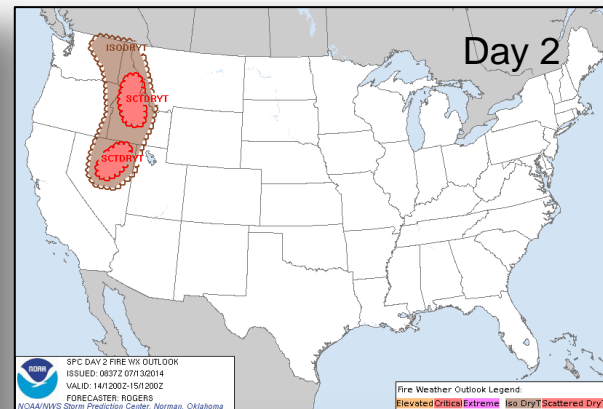 Day 2
ISODRYT
SCTDRYT
SCTDRYT
NOAA
SPC DAY 2 FIRE WX OUTLOOK
ISSUED: 0837Z 07/13/2014
VALID: 14/1200Z-15/1200Z
FORECASTER: ROGERS
NOAA/NWS Storm Prediction Center, Norman, Oklahoma
Fire Weather Outlook Legend:
Elevated Critical Extreme Iso DryT Scattered Dry